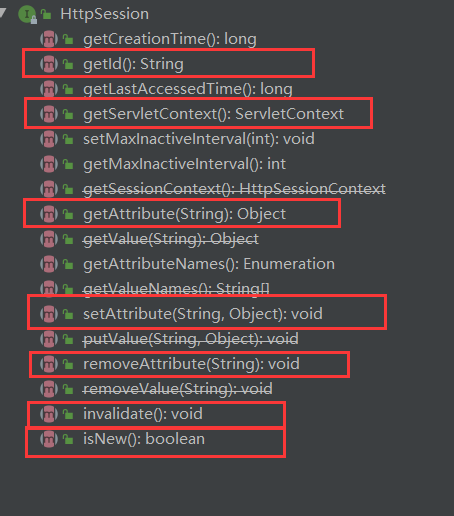 HttpSession
getCreationTime(): long
getId(): String
getLastAccessedTime(): long
getServletContext(): ServletContext
setMaxInactiveInterval(int): void
getMaxInactiveInterval(): int
getSessionContext(): HttpSessionContext
getAttribute(String): Object
getValue(String): Object
getAttributeNames(): Enumeration
getValueNames(): String[]
setAttribute(String, Object): void
putValue(String, Object): void
removeAttribute(String): void
removeValue(String): void
invalidate(): void
isNew(): boolean